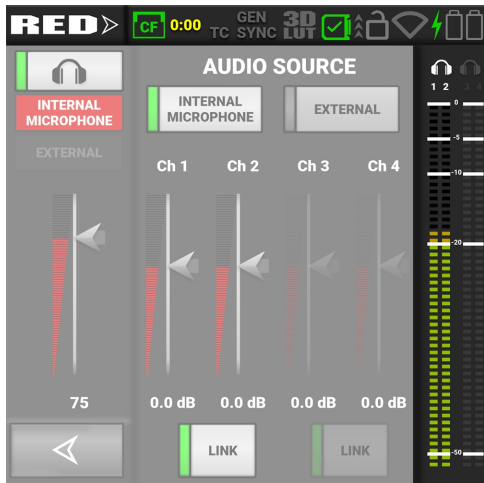 RED
CF 0:00 TC GEN SYNC 3D LUT
AUDIO SOURCE
INTERNAL
MICROPHONE
EXTERNAL
INTERNAL
MICROPHONE
EXTERNAL
Ch 1 Ch 2 Ch 3 Ch 4
75 0.0 dB 0.0 dB 0.0 dB 0.0 dB
LINK LINK
1 2 3 4
0
-5
-10
-20
-50